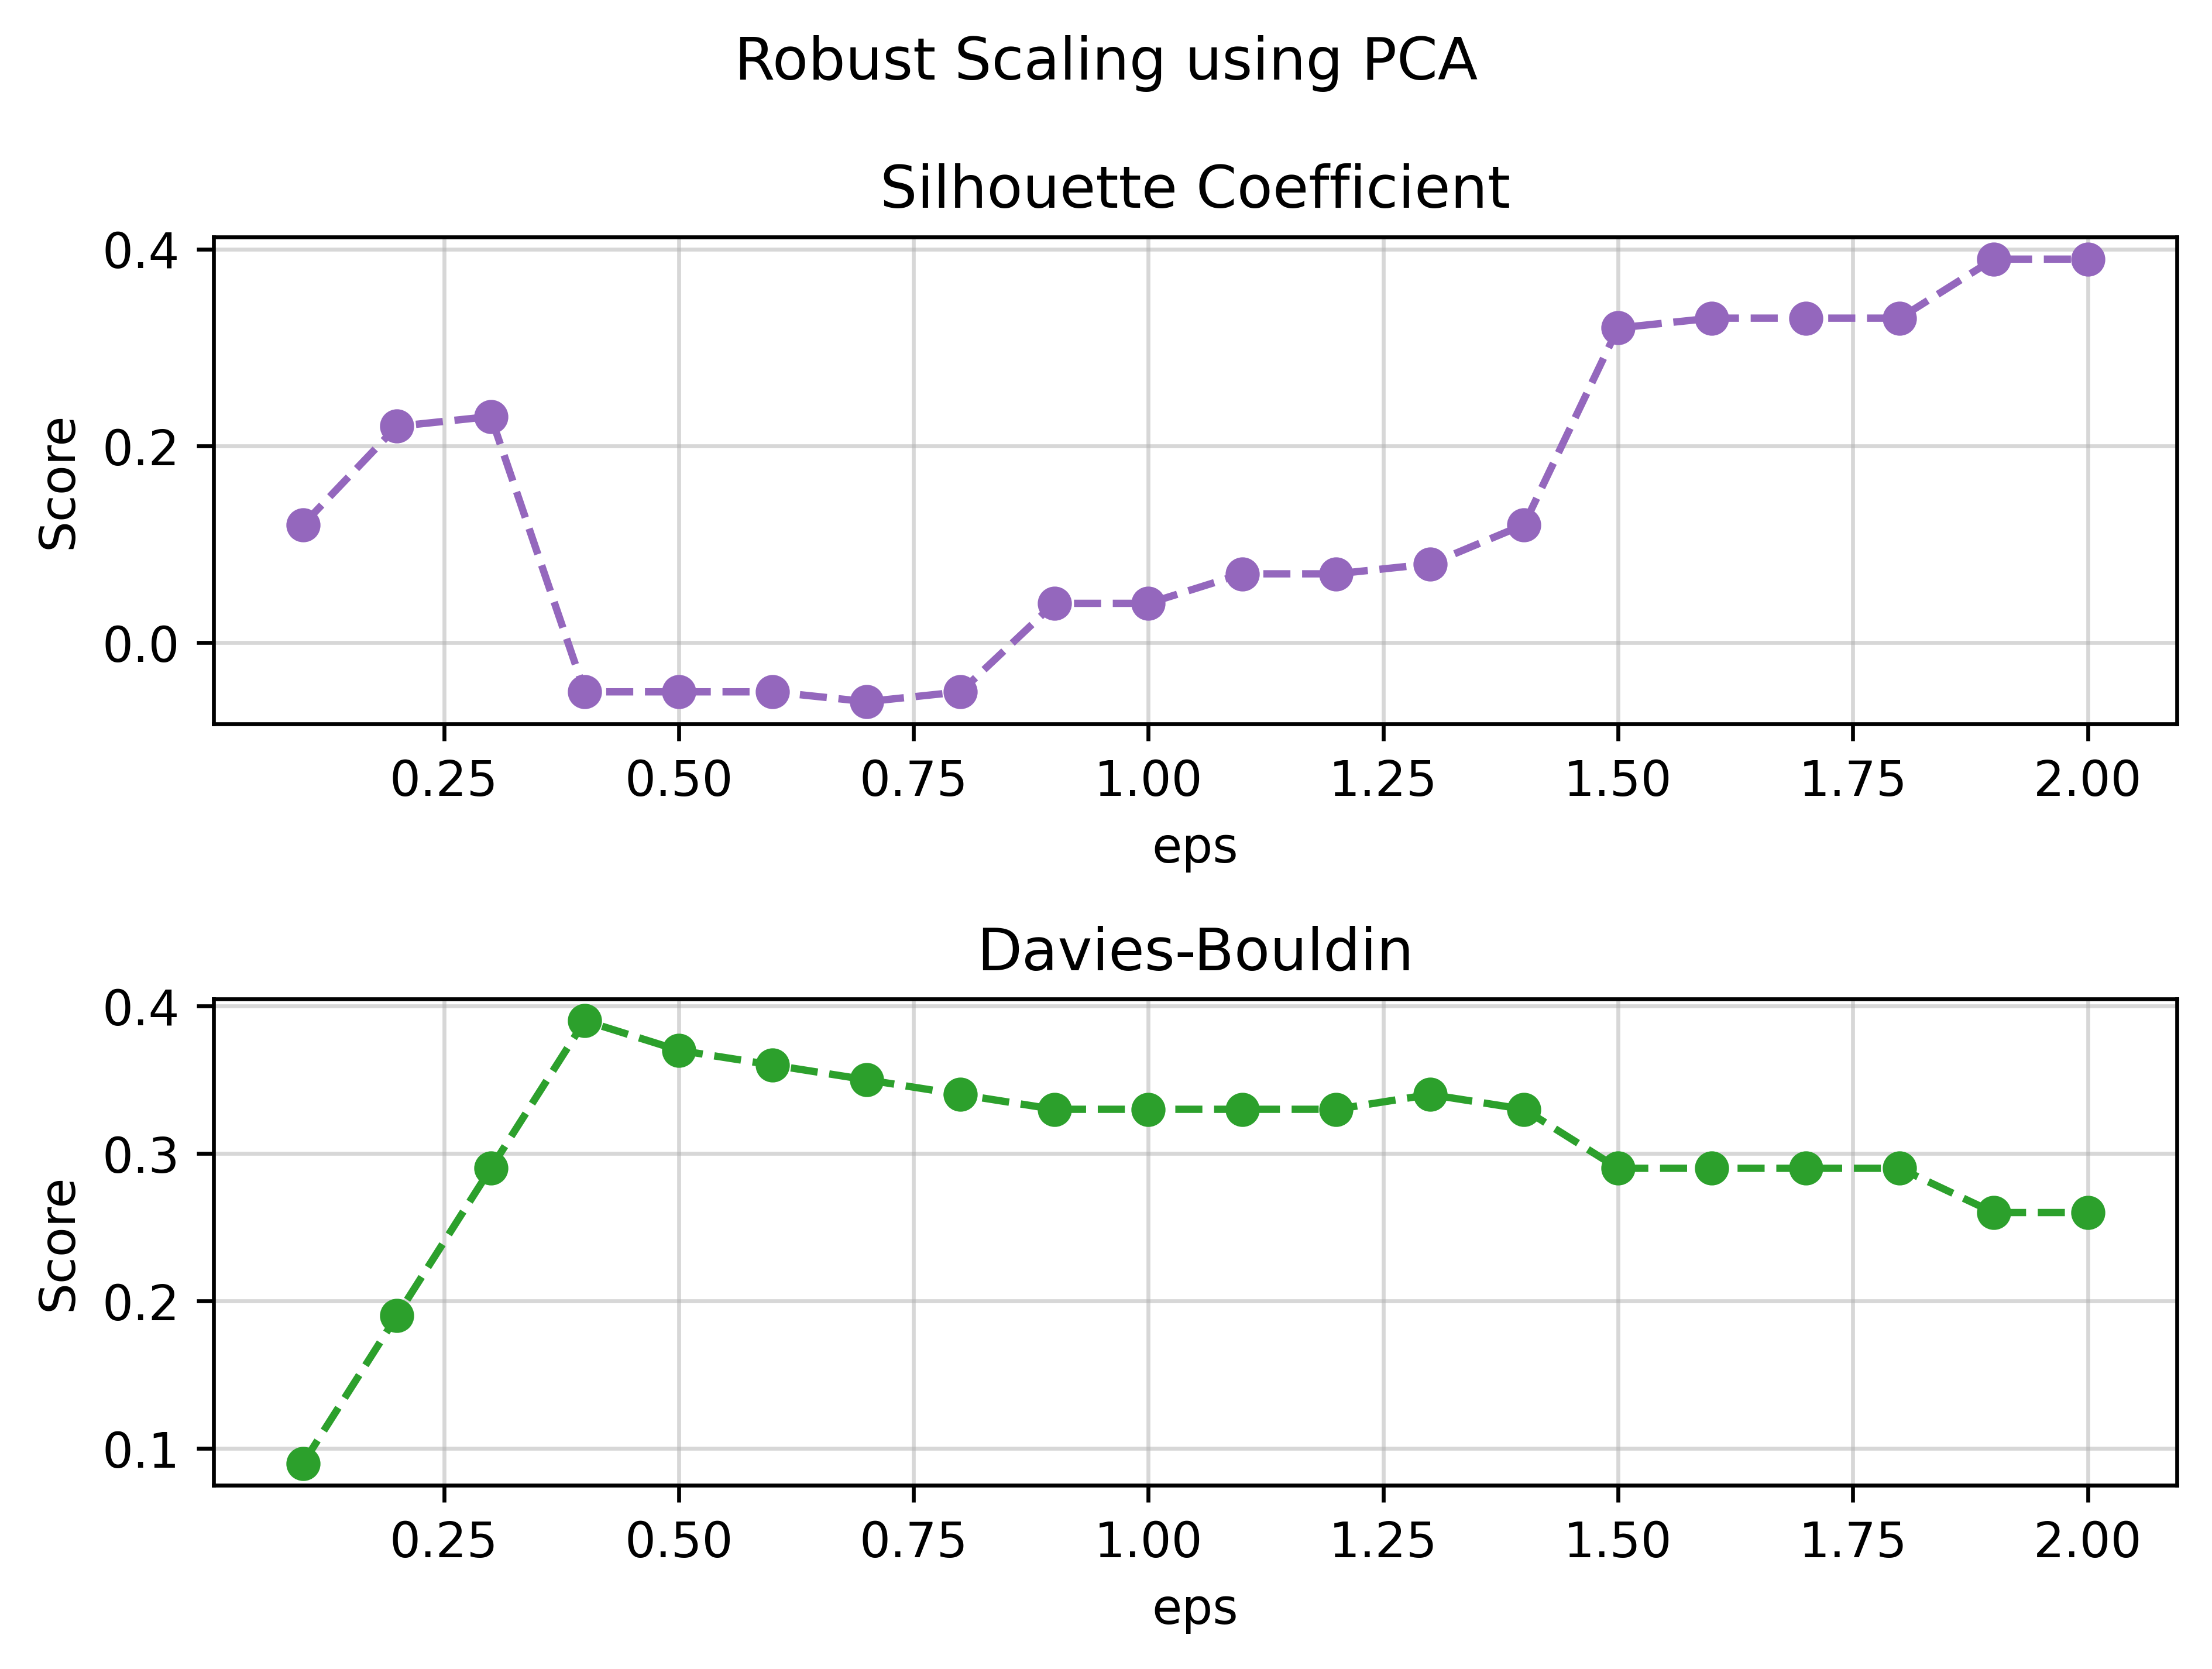 Robust Scaling using PCA
Silhouette Coefficient
0.4
0.2
0.0
Score
0.25 0.50 0.75 1.00 1.25 1.50 1.75 2.00
eps
Davies-Bouldin
0.4
0.3
0.2
0.1
Score
0.25 0.50 0.75 1.00 1.25 1.50 1.75 2.00
eps